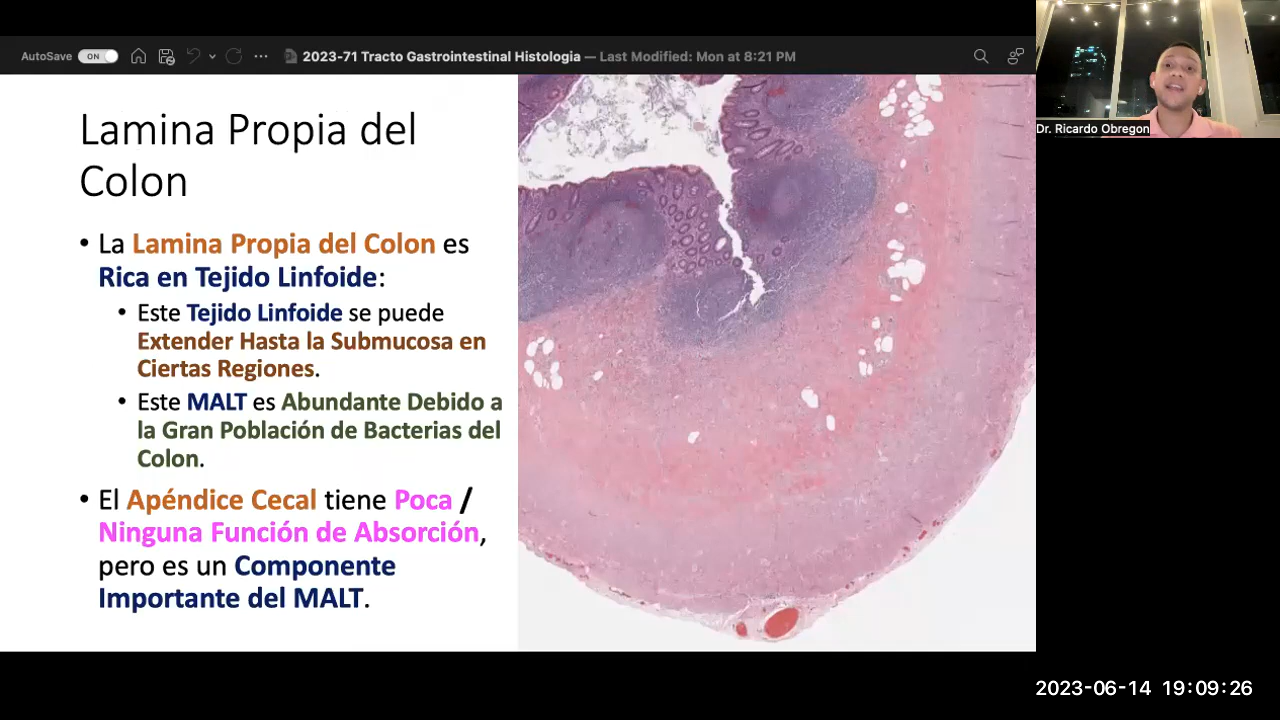 AutoSave ON ... 2023-71 Tracto Gastrointestinal Histologia — Last Modified: Mon at 8:21 PM
Dr. Ricardo Obregon
Lamina Propia del
Colon
• La Lamina Propia del Colon es
Rica en Tejido Linfoide:
• Este Tejido Linfoide se puede
Extender Hasta la Submucosa en
Ciertas Regiones.
• Este MALT es Abundante Debido a
la Gran Población de Bacterias del
Colon.
• El Apéndice Cecal tiene Poca /
Ninguna Función de Absorción,
pero es un Componente
Importante del MALT.
2023-06-14 19:09:26